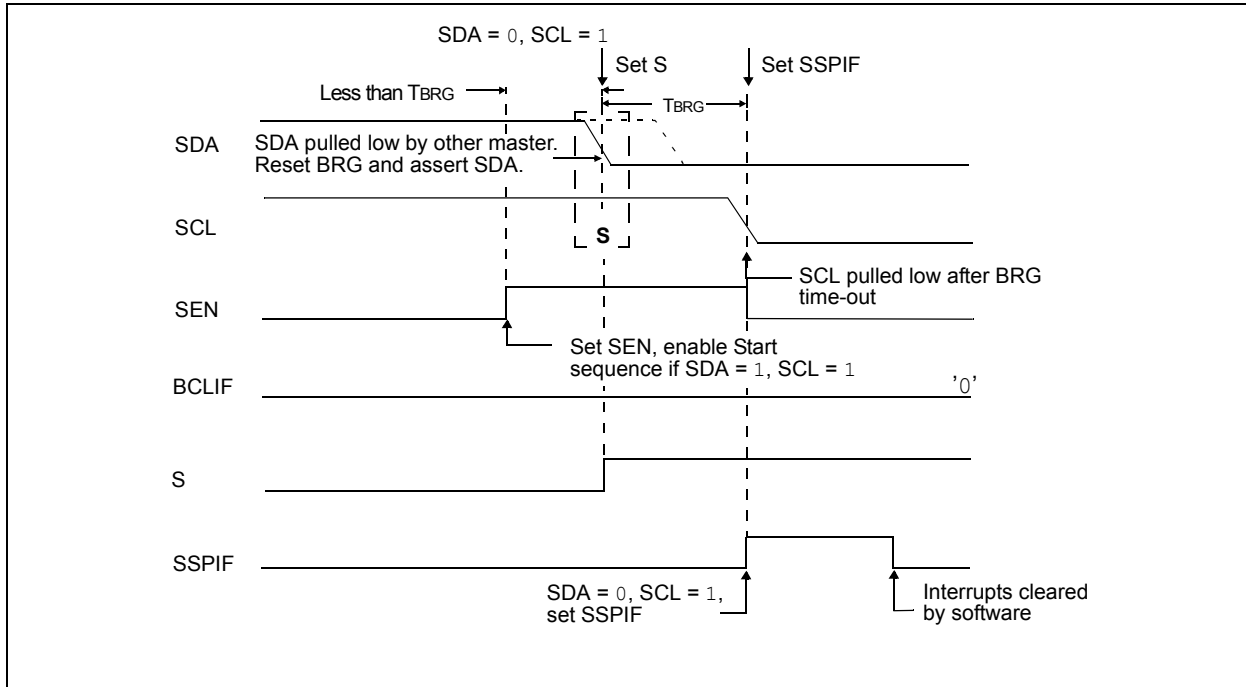 SDA = 0, SCL = 1
Set S
Set SSPIF
Less than TBRG
TBRG
SDA
SDA pulled low by other master.
Reset BRG and assert SDA.
SCL
S
SCL pulled low after BRG
time-out
SEN
Set SEN, enable Start
sequence if SDA = 1, SCL = 1
BCLIF
'0'
S
SSPIF
SDA = 0, SCL = 1,
set SSPIF
Interrupts cleared
by software